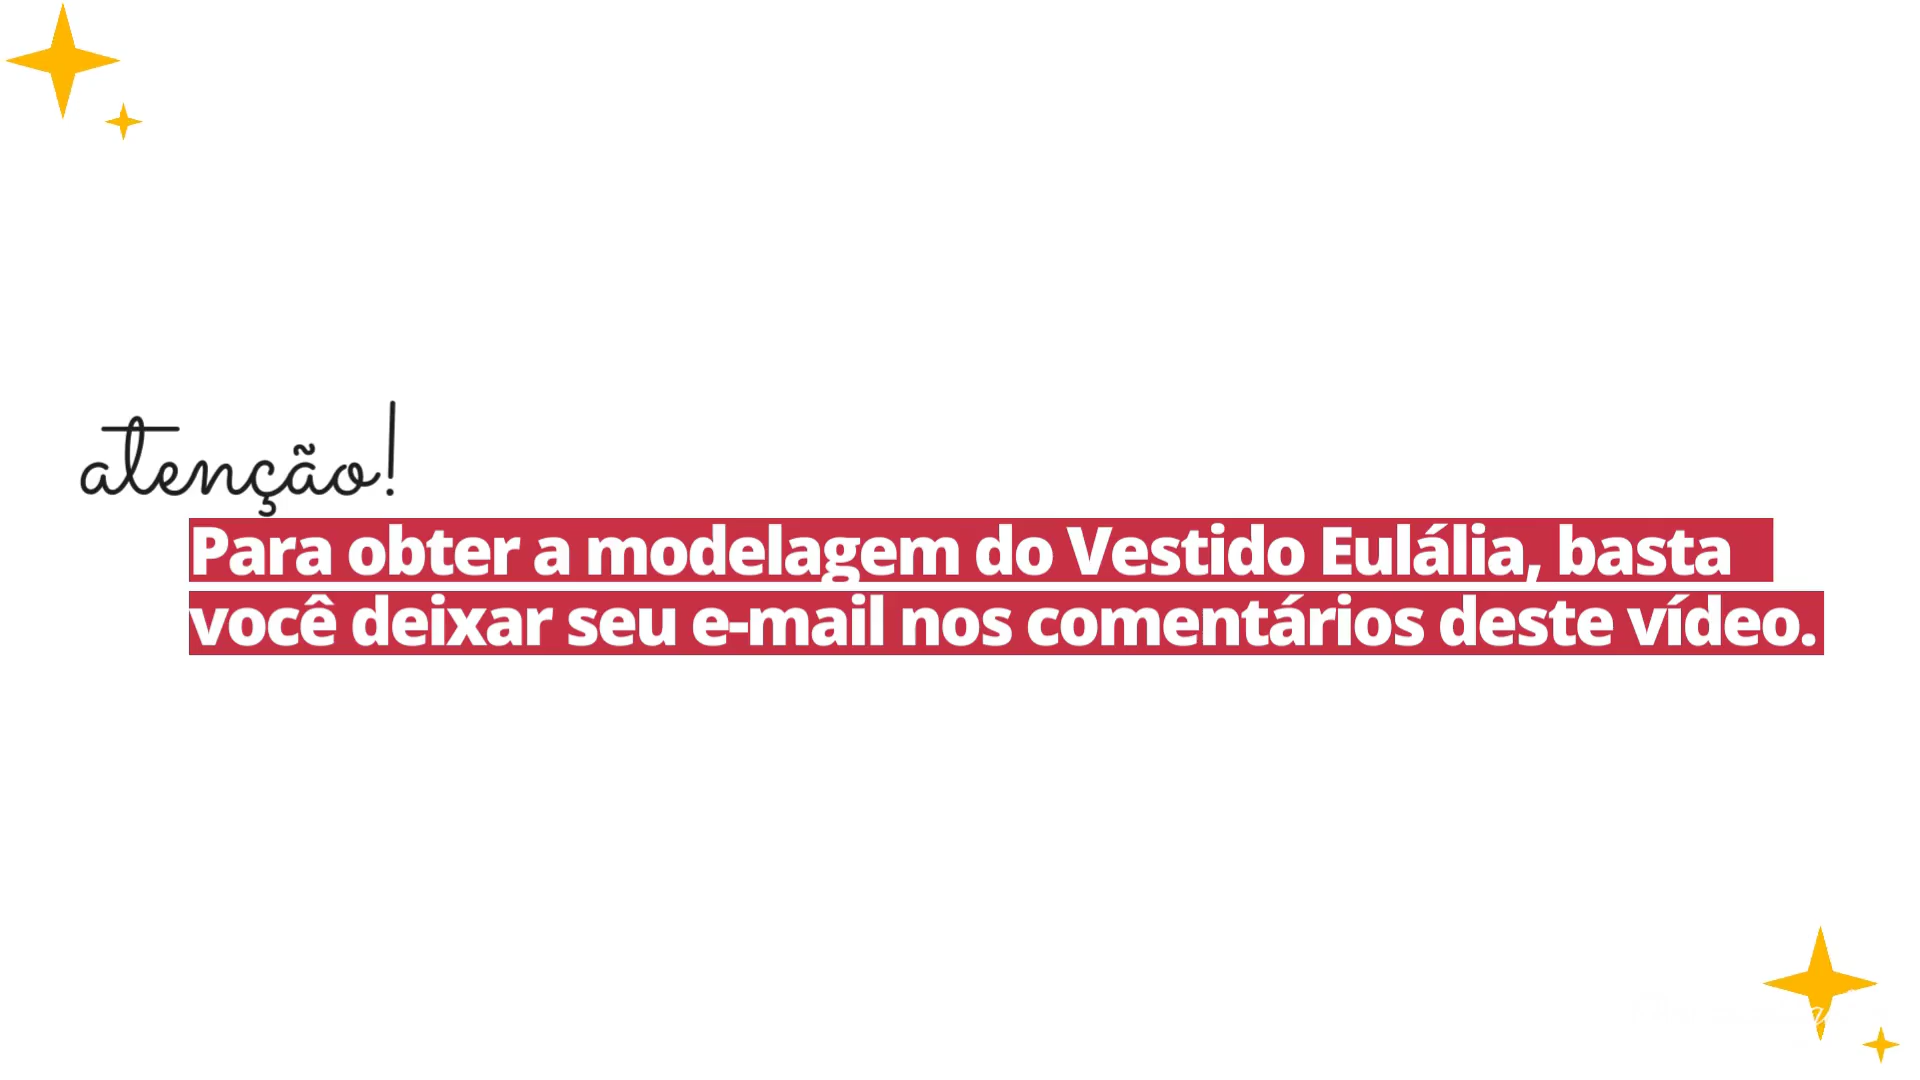 atenção!
Para obter a modelagem do Vestido Eulália, basta
você deixar seu e-mail nos comentários deste vídeo.